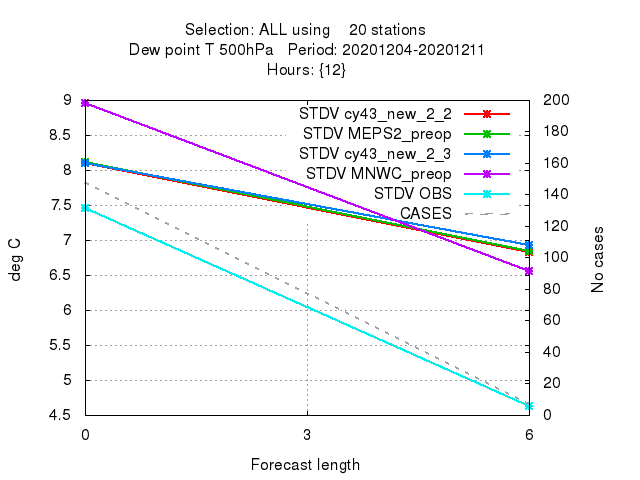 Selection: ALL using 20 stations
Dew point T 500hPa Period: 20201204-20201211
Hours: {12}
9
8.5
8
7.5
7
6.5
6
5.5
5
4.5
200
180
160
140
120
100
80
60
40
20
0
STDV cy43_new_2_2
STDV MEPS2_preop
STDV cy43_new_2_3
STDV MNWC_preop
STDV OBS
CASES
deg C
No cases
0 3 6
Forecast length